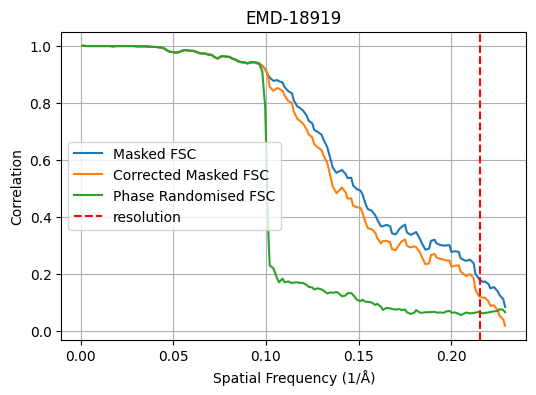 EMD-18919
1.0
0.8
0.6
0.4
0.2
0.0
Correlation
Masked FSC
Corrected Masked FSC
Phase Randomised FSC
resolution
0.00 0.05 0.10 0.15 0.20
Spatial Frequency (1/Å)